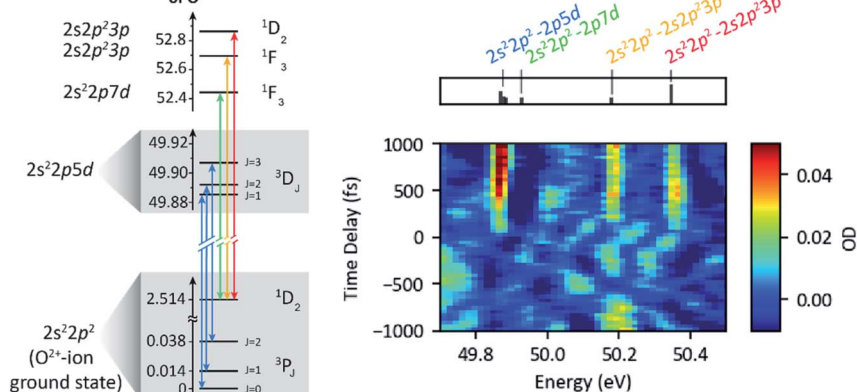 2s2p²3p
2s2p²3p
2s²2p7d
2s²2p5d
2s²2p²
(O²⁺-ion
ground state)
52.8
52.6
52.4
49.92
49.90
49.88
2.514
0.038
0.014
0
J=3
J=2
J=1
J=2
J=1
J=0
¹D₂
¹F₃
¹F₃
³D_J
¹D₂
³P_J
2s²2p²-2p5d
2s²2p²-2p7d
2s²2p²-2s2p²3p
2s²2p²-2s2p²3p
1000
500
0
−500
−1000
Time Delay (fs)
49.8
50.0
50.2
50.4
Energy (eV)
0.04
0.02
0.00
OD